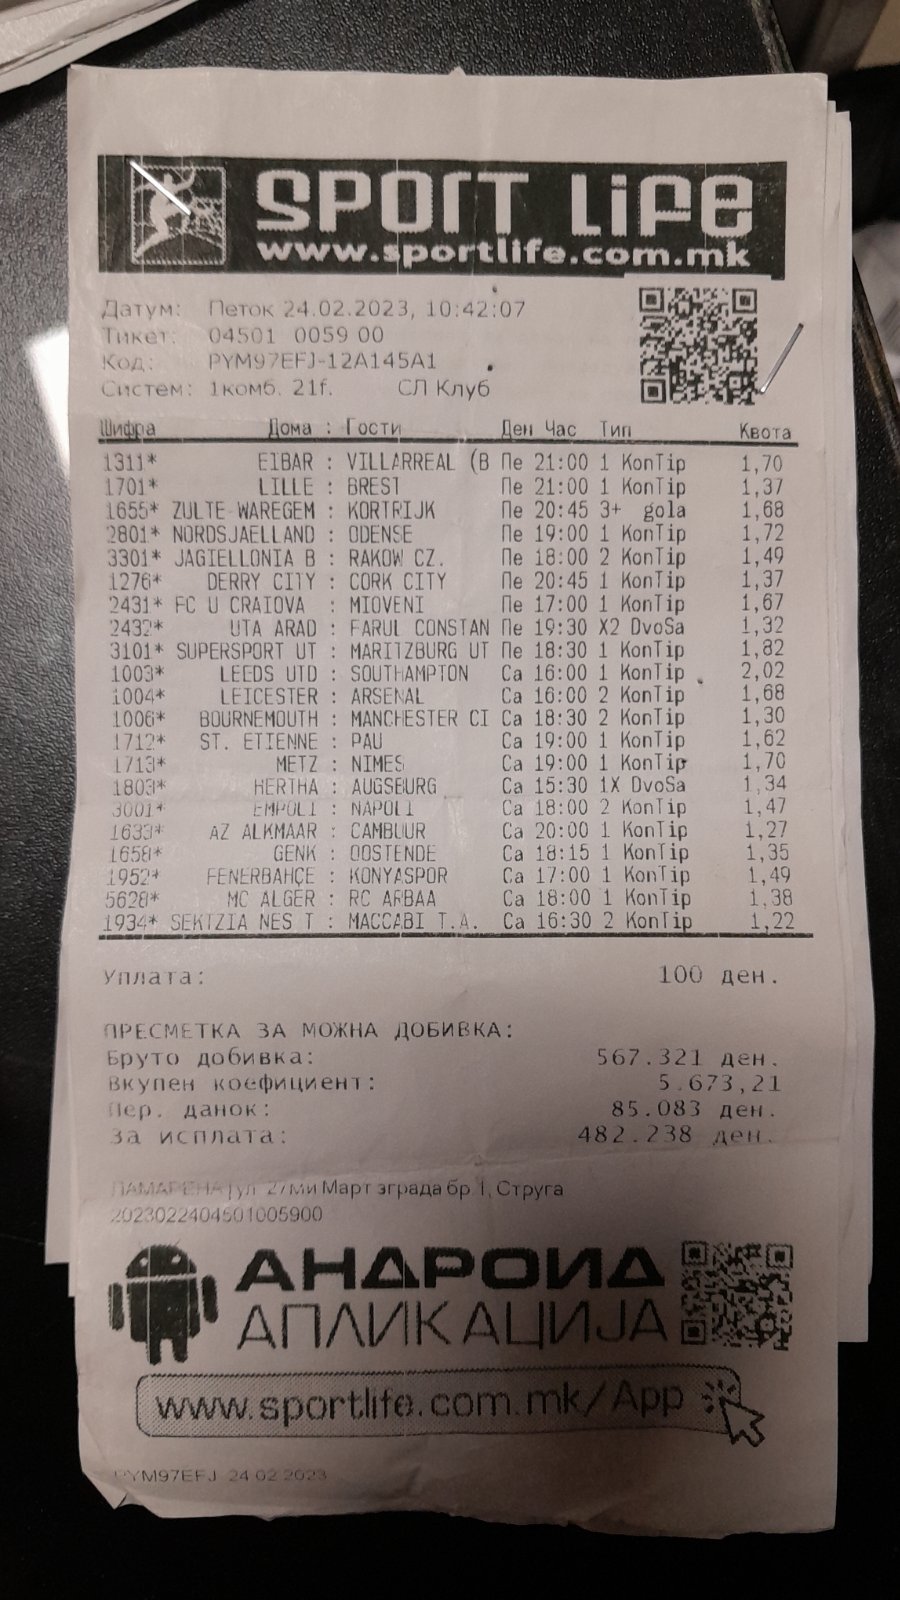 SPORT LIFE
www.sportlife.com.mk
Датум: Петок 24.02.2023, 10:42:07
Тикет: 04501 0059 00
Код: PYM97EFJ-12A145A1
Систем: 1комб. 21f. СЛ Клуб
Шифра Дома : Гости Ден Час Тип Квота
1311* EIBAR : VILLARREAL (B Пе 21:00 1 KonTip 1,70
1701* LILLE : BREST Пе 21:00 1 KonTip 1,37
1655* ZULTE WAREGEM : KORTRIJK Пе 20:45 3+ gola 1,68
2801* NORDSJAELLAND : ODENSE Пе 19:00 1 KonTip 1,72
3301* JAGIELLONIA B : RAKOW CZ. Пе 18:00 2 KonTip 1,49
1276* DERRY CITY : CORK CITY Пе 20:45 1 KonTip 1,37
2431* FC U CRAIOVA : MIOVENI Пе 17:00 1 KonTip 1,67
2432* UTA ARAD : FARUL CONSTAN Пе 19:30 X2 DvoSa 1,32
3101* SUPERSPORT UT : MARITZBURG UT Пе 18:30 1 KonTip 1,82
1003* LEEDS UTD : SOUTHAMPTON Са 16:00 1 KonTip 2,02
1004* LEICESTER : ARSENAL Са 16:00 2 KonTip 1,68
1006* BOURNEMOUTH : MANCHESTER CI Са 18:30 2 KonTip 1,30
1712* ST. ETIENNE : PAU Са 19:00 1 KonTip 1,62
1713* METZ : NIMES Са 19:00 1 KonTip 1,70
1803* HERTHA : AUGSBURG Са 15:30 1X DvoSa 1,34
3001* EMPOLI : NAPOLI Са 18:00 2 KonTip 1,47
1633* AZ ALKMAAR : CAMBUUR Са 20:00 1 KonTip 1,27
1658* GENK : OOSTENDE Са 18:15 1 KonTip 1,35
1952* FENERBAHÇE : KONYASPOR Са 17:00 1 KonTip 1,49
5628* MC ALGER : RC ARBAA Са 18:00 1 KonTip 1,38
1934* SEKTZIA NES T : MACCABI T.A. Са 16:30 2 KonTip 1,22
Уплата: 100 ден.
ПРЕСМЕТКА ЗА МОЖНА ДОБИВКА:
Бруто добивка: 567.321 ден.
Вкупен коефициент: 5.673,21
Пер. данок: 85.083 ден.
За исплата: 482.238 ден.
ул 27ми Март зграда бр.1, Струга
2023022404501005900
АНДРОИД
АПЛИКАЦИЈА
www.sportlife.com.mk/App
PYM97EFJ 24.02.2023